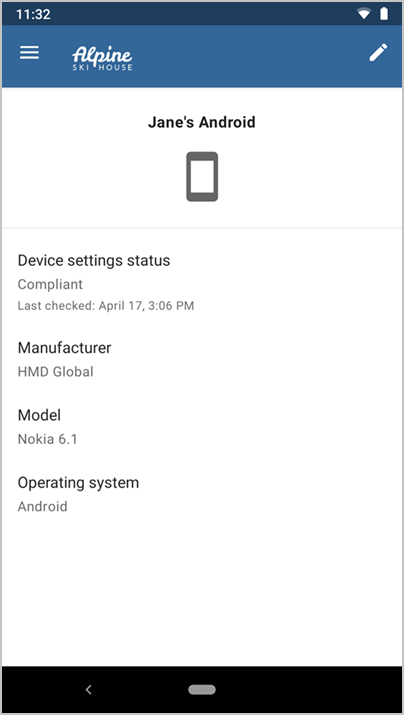 11:32
Alpine
SKI HOUSE
Jane's Android
Device settings status
Compliant
Last checked: April 17, 3:06 PM
Manufacturer
HMD Global
Model
Nokia 6.1
Operating system
Android